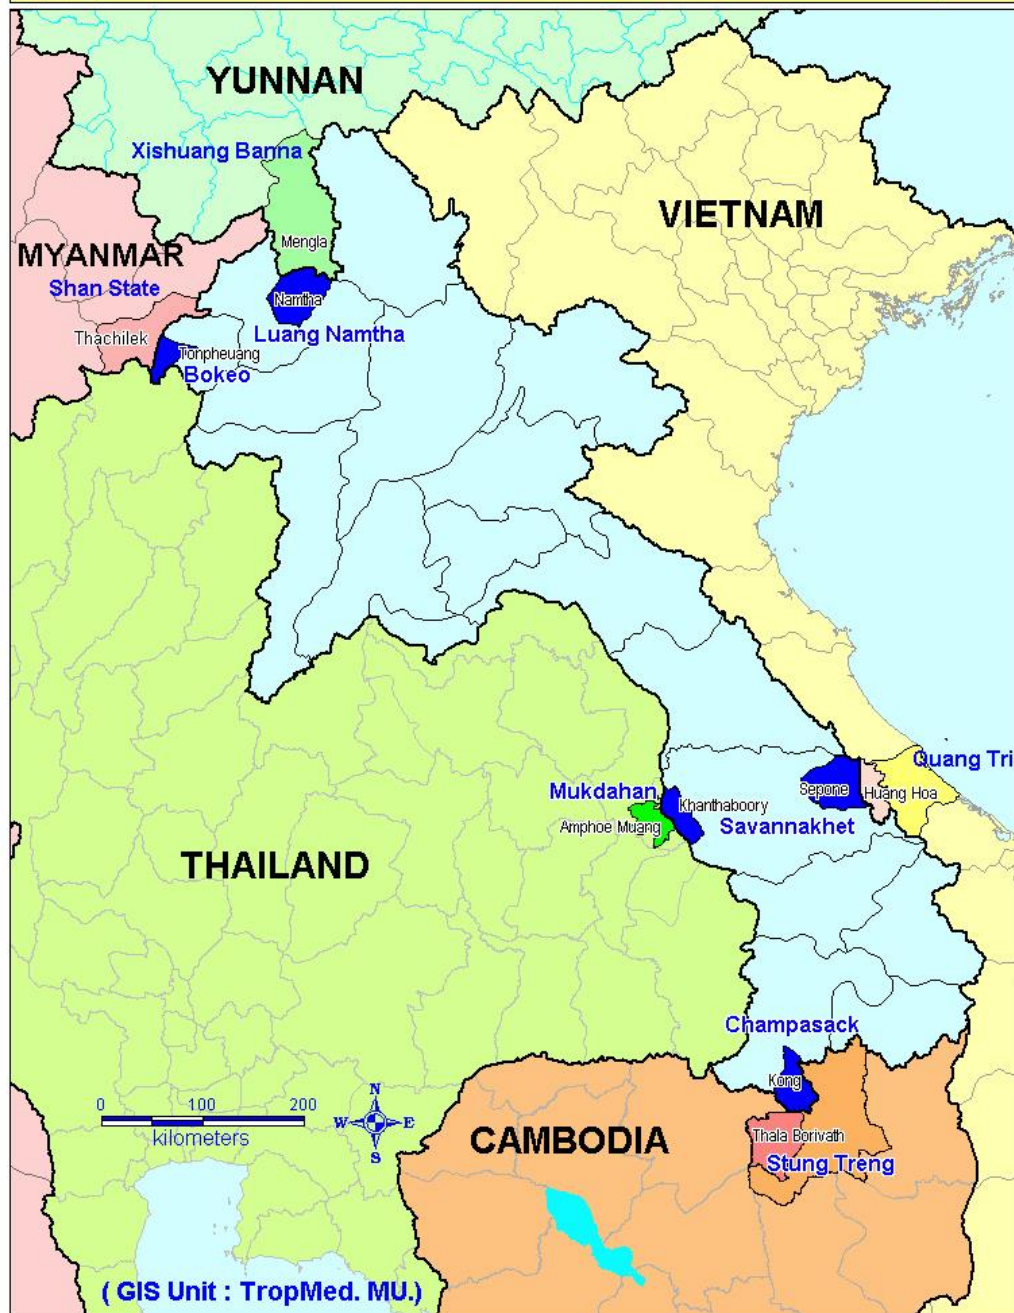 YUNNAN
Xishuang Banna
VIETNAM
Mengla
MYANMAR
Shan State
Namtha
Luang Namtha
Thachilek
Tonpheuang
Bokeo
Quang Tri
Mukdahan
Khanthaboory
Sepone
Huang Hoa
Amphoe Muang
Savannakhet
THAILAND
Champasack
Kong
N
0 100 200
W E
kilometers
S
CAMBODIA
Thala Borivath
Stung Treng
( GIS Unit : TropMed. MU.)